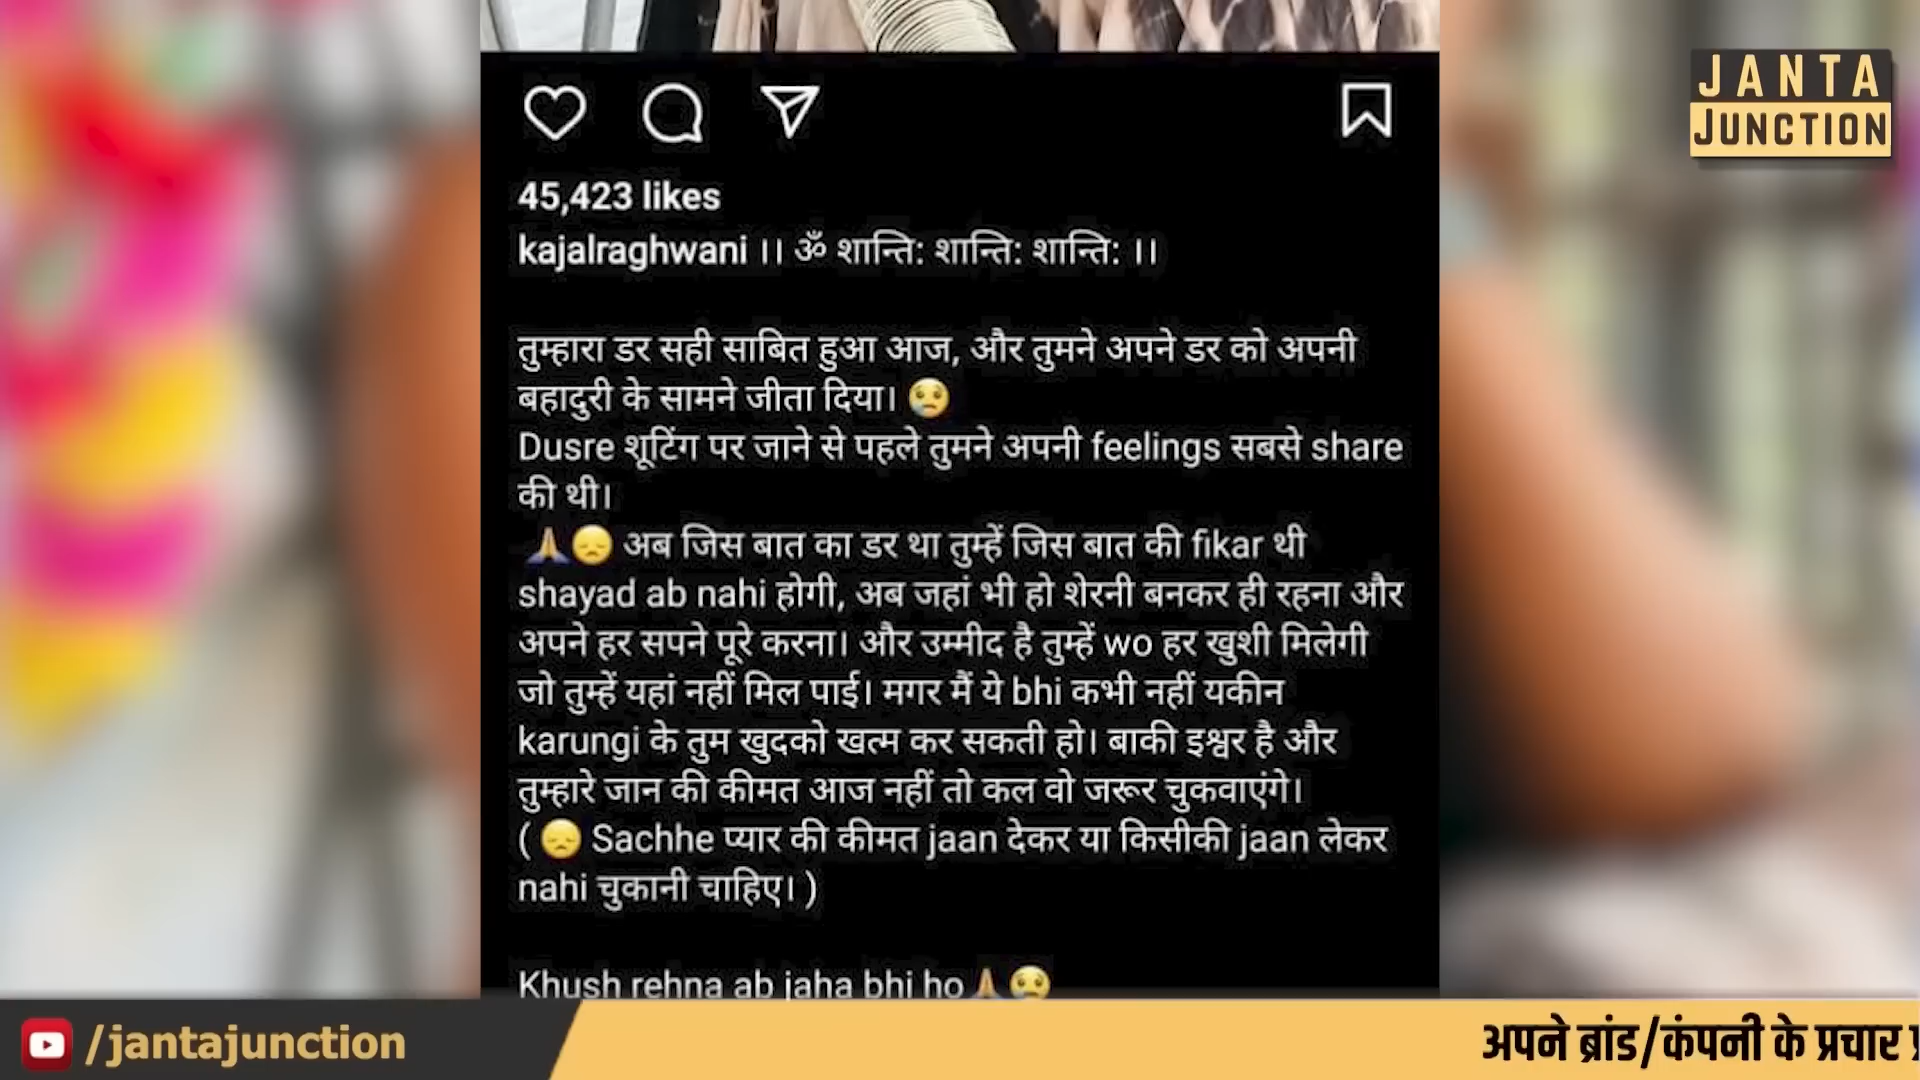 JANTA
JUNCTION
45,423 likes
kajalraghwani ।। ॐ शान्ति: शान्ति: शान्ति: ।।
तुम्हारा डर सही साबित हुआ आज, और तुमने अपने डर को अपनी
बहादुरी के सामने जीता दिया। 😢
Dusre शूटिंग पर जाने से पहले तुमने अपनी feelings सबसे share
की थी।
🙏😞 अब जिस बात का डर था तुम्हें जिस बात की fikar थी
shayad ab nahi होगी, अब जहां भी हो शेरनी बनकर ही रहना और
अपने हर सपने पूरे करना। और उम्मीद है तुम्हें wo हर खुशी मिलेगी
जो तुम्हें यहां नहीं मिल पाई। मगर मैं ये bhi कभी नहीं यकीन
karungi के तुम खुदको खत्म कर सकती हो। बाकी इश्वर है और
तुम्हारे जान की कीमत आज नहीं तो कल वो जरूर चुकवाएंगे।
( 😞 Sachhe प्यार की कीमत jaan देकर या किसीकी jaan लेकर
nahi चुकानी चाहिए। )
Khush rehna ab jaha bhi ho 🙏😢
/jantajunction
अपने ब्रांड/कंपनी के प्रचार